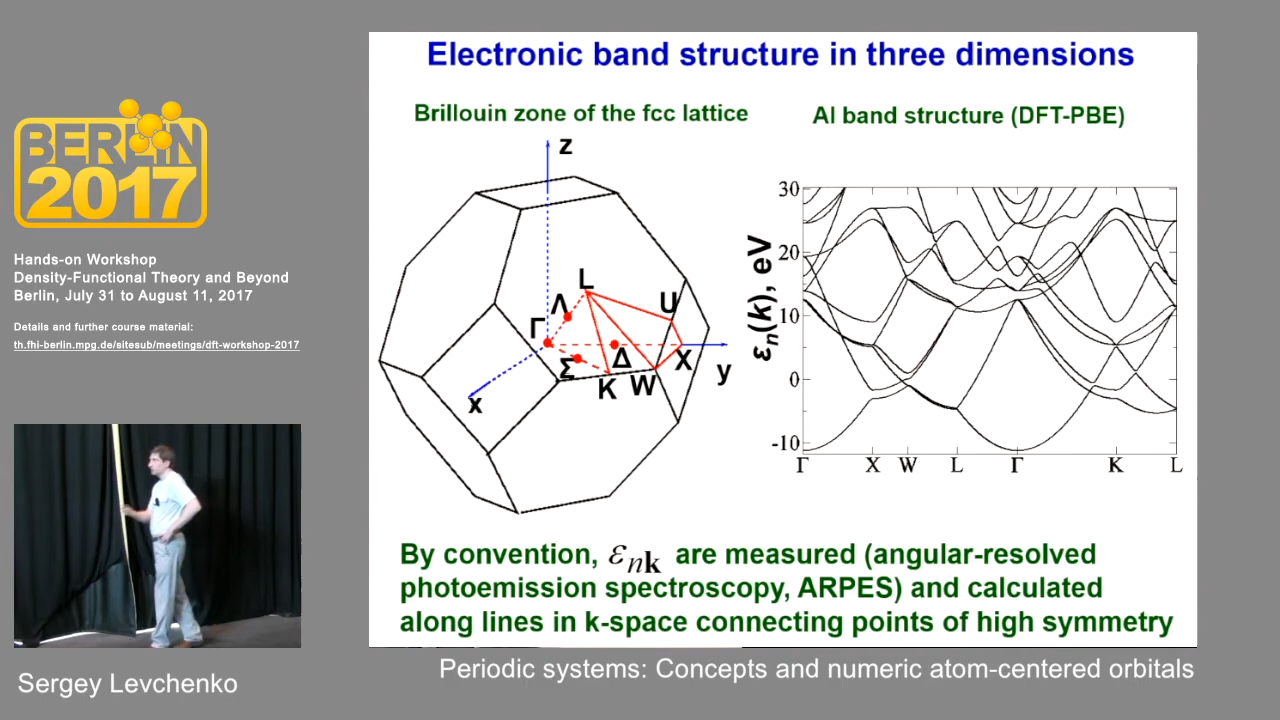 BERLIN
2017
Hands-on Workshop
Density-Functional Theory and Beyond
Berlin, July 31 to August 11, 2017
Details and further course material:
th.fhi-berlin.mpg.de/sitesub/meetings/dft-workshop-2017
Electronic band structure in three dimensions
Brillouin zone of the fcc lattice
z
L
Λ
U
Γ
Σ
Δ
X
K
W
y
x
Al band structure (DFT-PBE)
εn(k), eV
30
20
10
0
-10
Γ X W L Γ K L
By convention, εnk are measured (angular-resolved
photoemission spectroscopy, ARPES) and calculated
along lines in k-space connecting points of high symmetry
Sergey Levchenko
Periodic systems: Concepts and numeric atom-centered orbitals